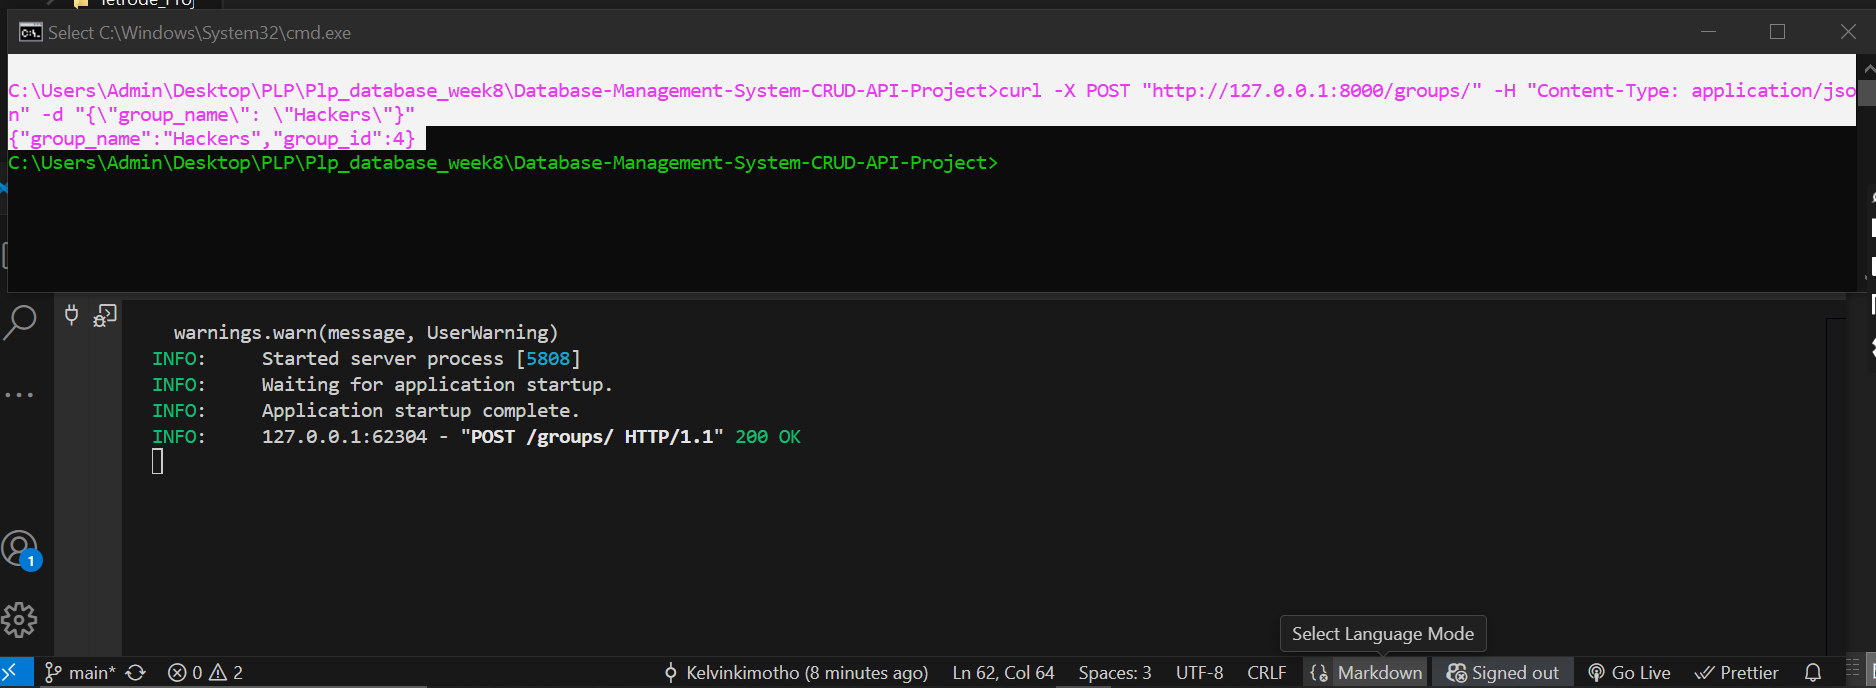 Tetrode_Proj
Select C:\Windows\System32\cmd.exe
C:\Users\Admin\Desktop\PLP\Plp_database_week8\Database-Management-System-CRUD-API-Project>curl -X POST "http://127.0.0.1:8000/groups/" -H "Content-Type: application/jso
n" -d "{\"group_name\": \"Hackers\"}"
{"group_name":"Hackers","group_id":4}
C:\Users\Admin\Desktop\PLP\Plp_database_week8\Database-Management-System-CRUD-API-Project>
warnings.warn(message, UserWarning)
INFO: Started server process [5808]
INFO: Waiting for application startup.
INFO: Application startup complete.
INFO: 127.0.0.1:62304 - "POST /groups/ HTTP/1.1" 200 OK
1
Select Language Mode
main* 0 2 Kelvinkimotho (8 minutes ago) Ln 62, Col 64 Spaces: 3 UTF-8 CRLF Markdown Signed out Go Live Prettier